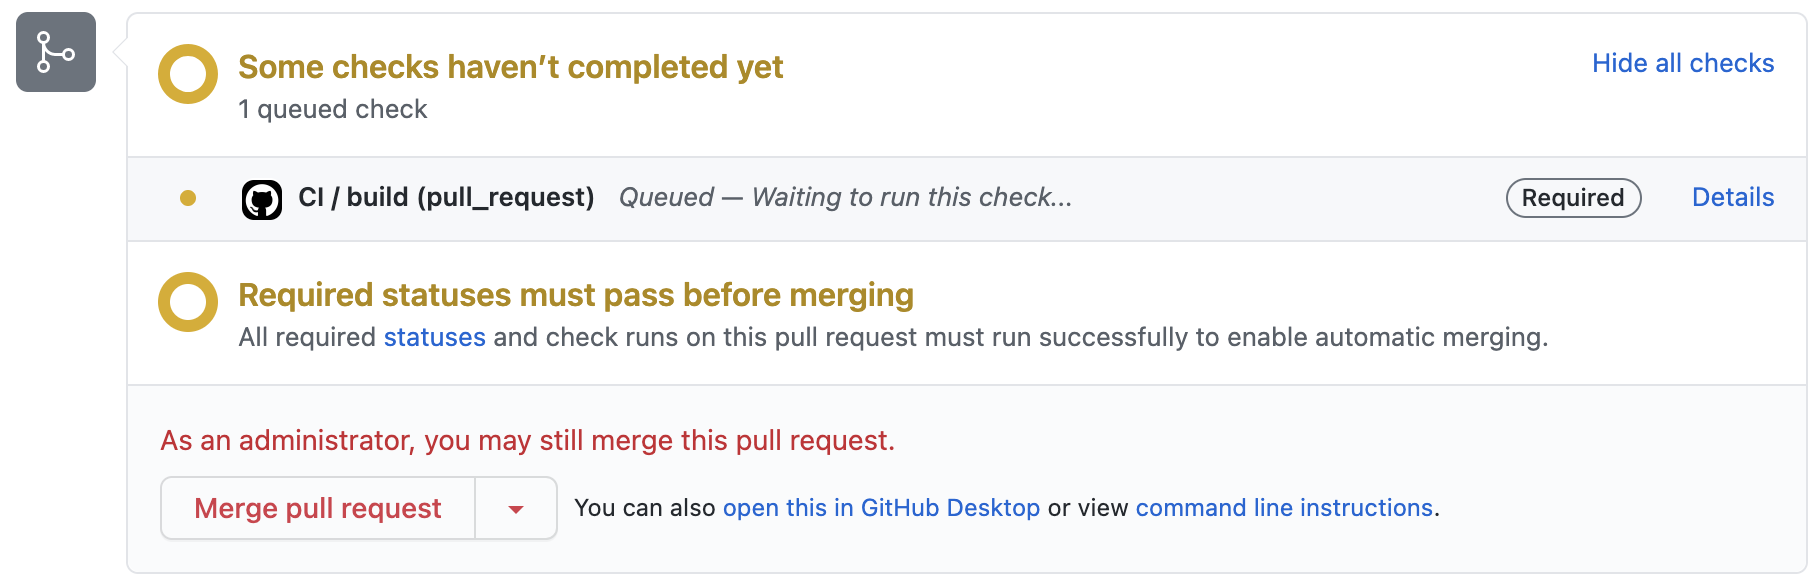 Some checks haven’t completed yet
Hide all checks
1 queued check
CI / build (pull_request) Queued — Waiting to run this check... Required Details
Required statuses must pass before merging
All required statuses and check runs on this pull request must run successfully to enable automatic merging.
As an administrator, you may still merge this pull request.
Merge pull request You can also open this in GitHub Desktop or view command line instructions.